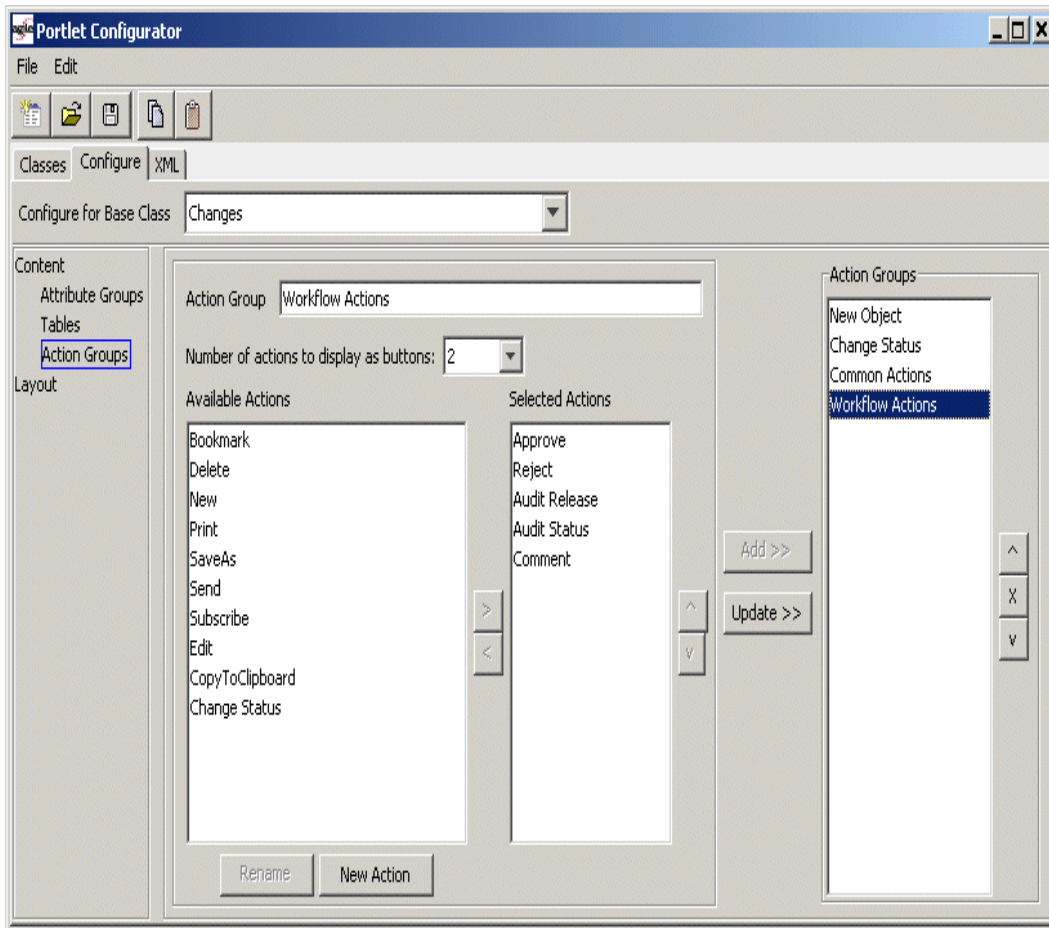 agile Portlet Configurator
File Edit
Classes Configure XML
Configure for Base Class Changes
Content
Attribute Groups
Tables
Action Groups
Layout
Action Group Workflow Actions
Number of actions to display as buttons: 2
Available Actions
Bookmark
Delete
New
Print
SaveAs
Send
Subscribe
Edit
CopyToClipboard
Change Status
>
<
Rename
New Action
Selected Actions
Approve
Reject
Audit Release
Audit Status
Comment
^
v
Add >>
Update >>
Action Groups
New Object
Change Status
Common Actions
Workflow Actions
^
X
v